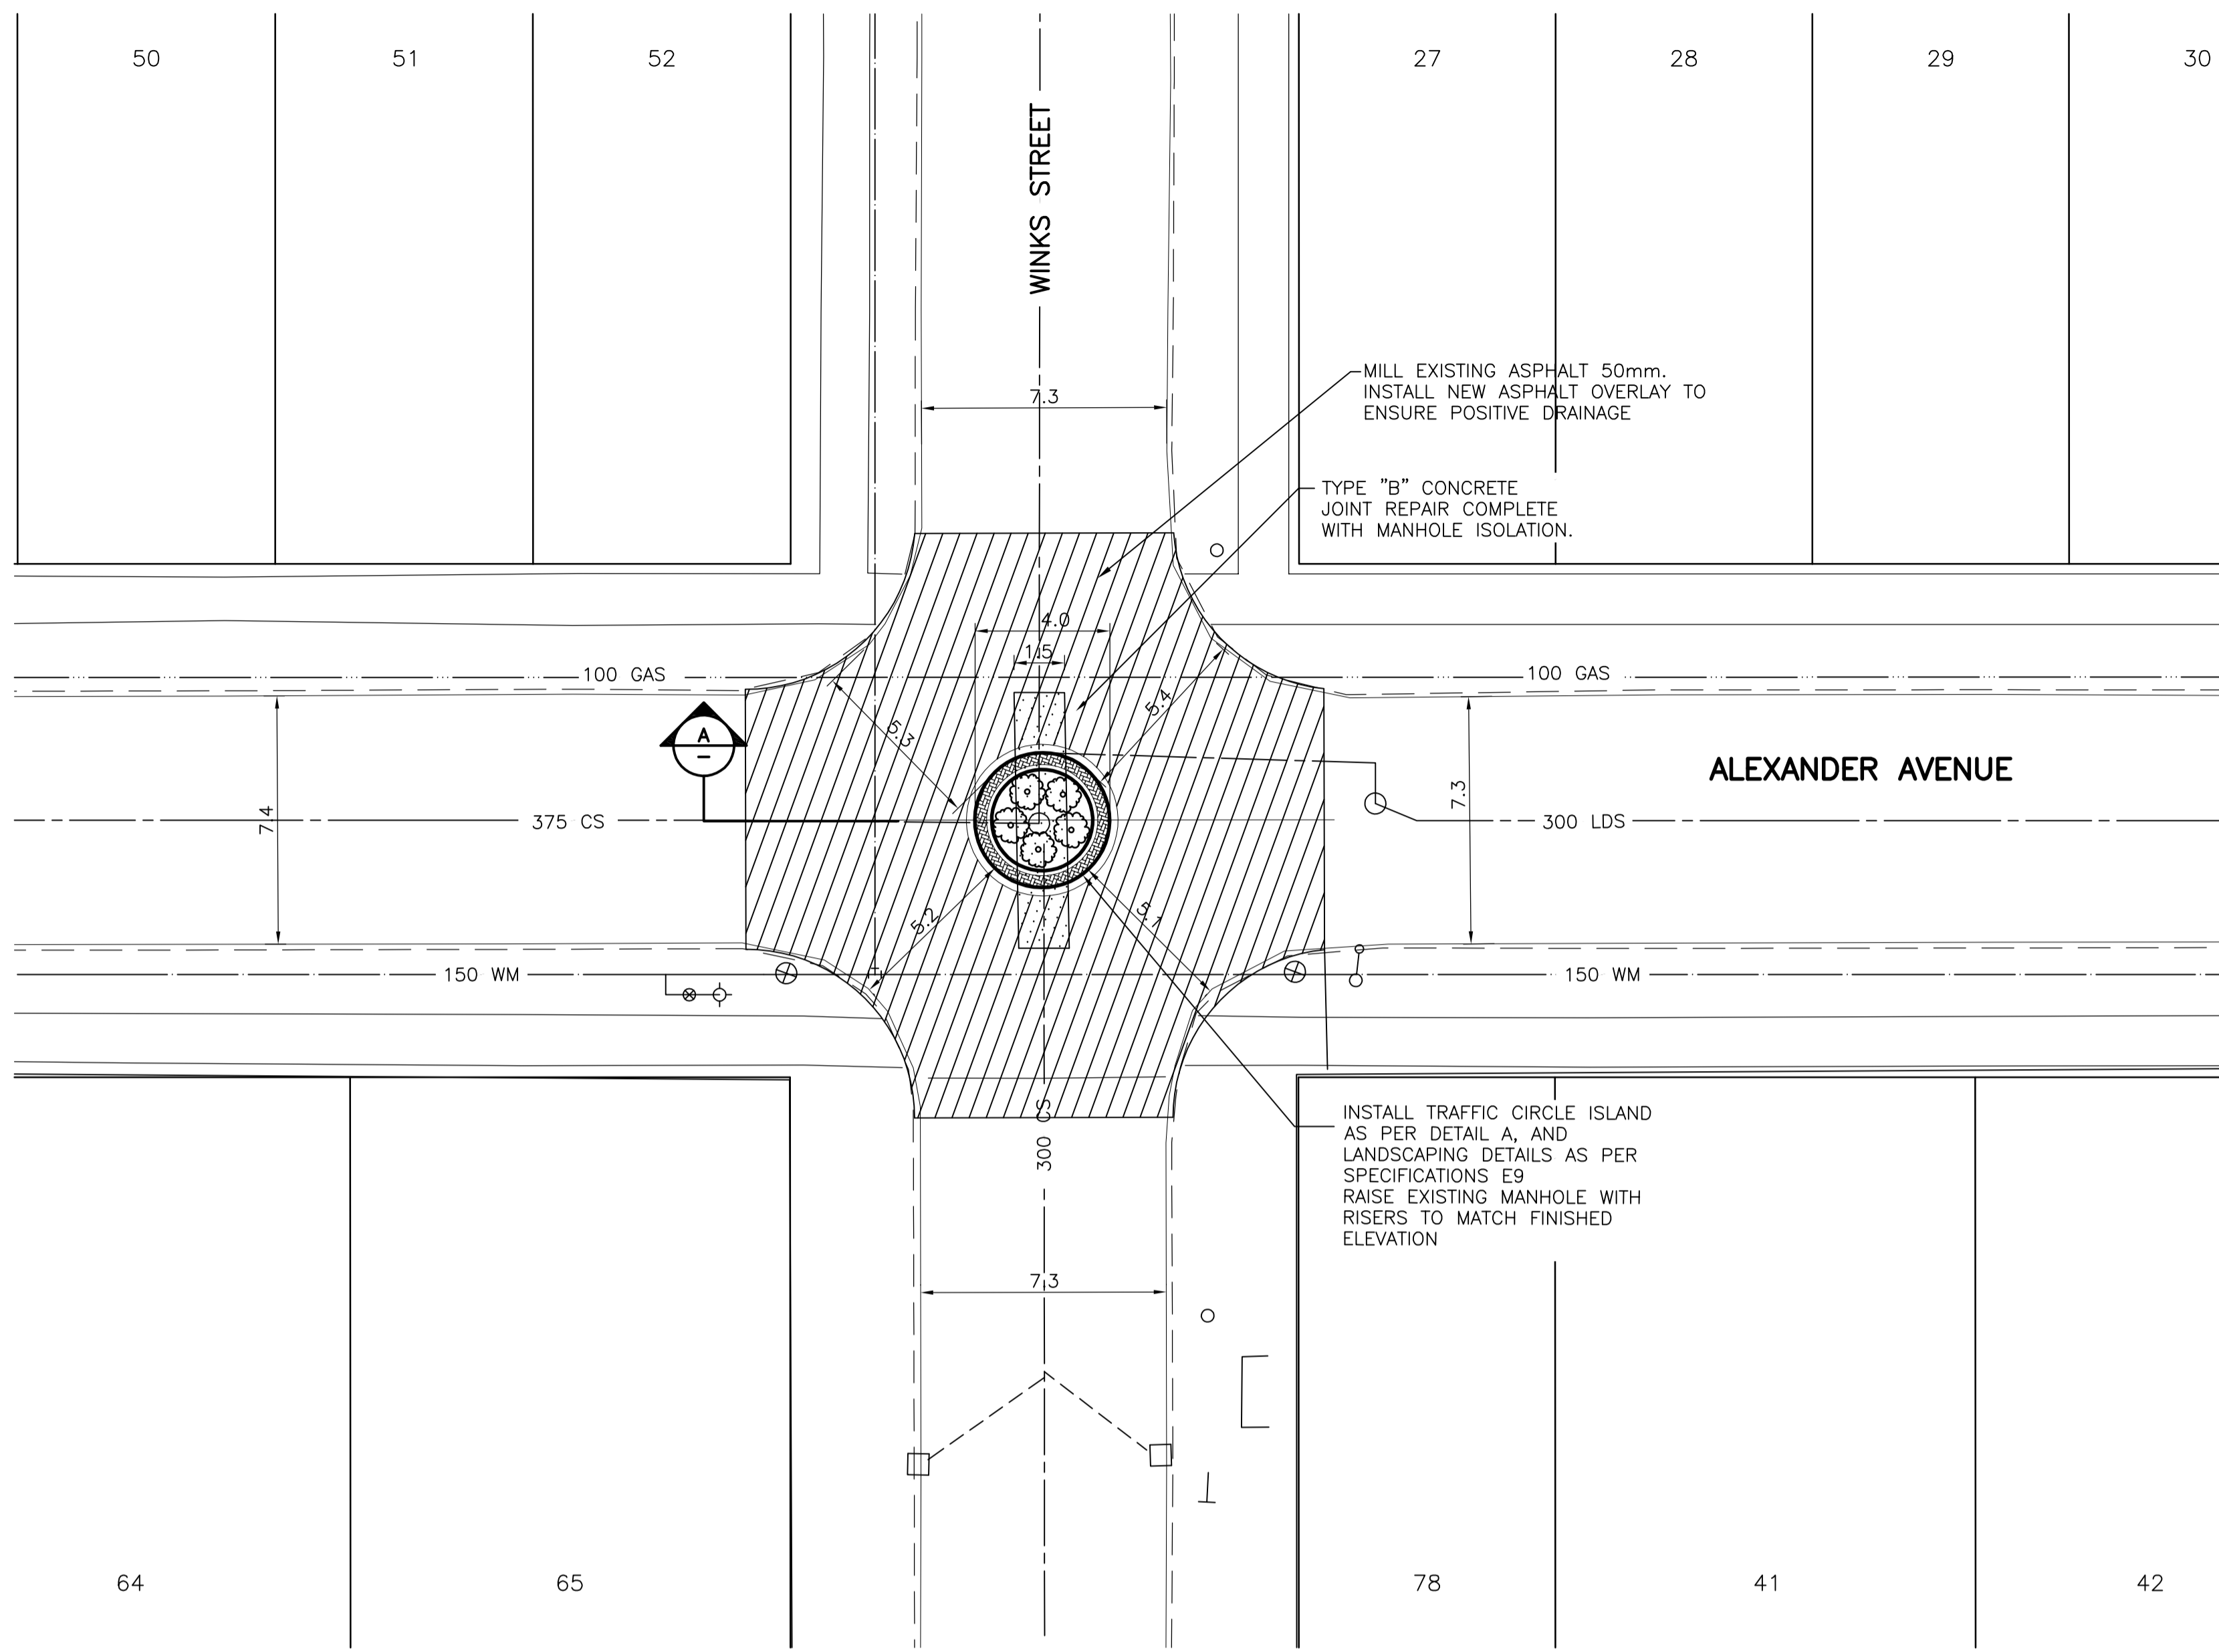 50
51
52
27
28
29
30
WINKS STREET
MILL EXISTING ASPHALT 50mm.
INSTALL NEW ASPHALT OVERLAY TO
ENSURE POSITIVE DRAINAGE
7.3
TYPE "B" CONCRETE
JOINT REPAIR COMPLETE
WITH MANHOLE ISOLATION.
4.0
1.5
100 GAS
100 GAS
5.3
5.4
A
–
ALEXANDER AVENUE
7.4
7.3
375 CS
300 LDS
5.2
5.1
150 WM
150 WM
300 CS
INSTALL TRAFFIC CIRCLE ISLAND
AS PER DETAIL A, AND
LANDSCAPING DETAILS AS PER
SPECIFICATIONS E9
RAISE EXISTING MANHOLE WITH
RISERS TO MATCH FINISHED
ELEVATION
7.3
64
65
78
41
42